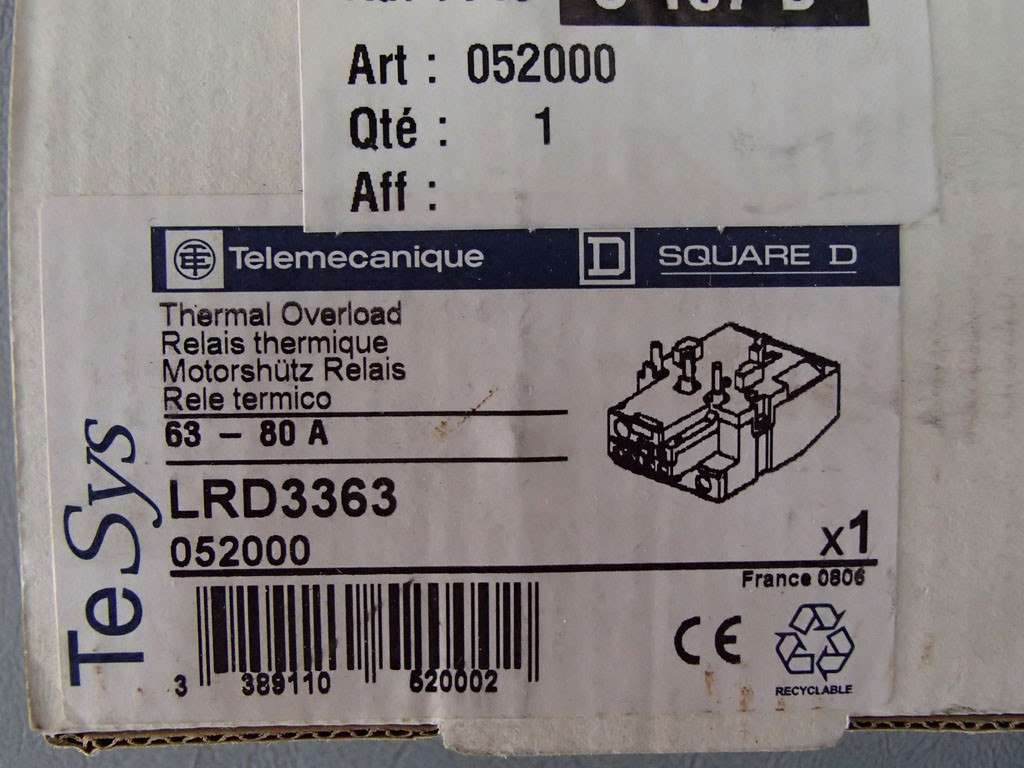 Art : 052000
Qté : 1
Aff :
Telemecanique
D SQUARE D
Thermal Overload
Relais thermique
Motorshütz Relais
Rele termico
63 - 80 A
LRD3363
052000
x1
France 0806
TeSys
3 389110 520002
CE
RECYCLABLE